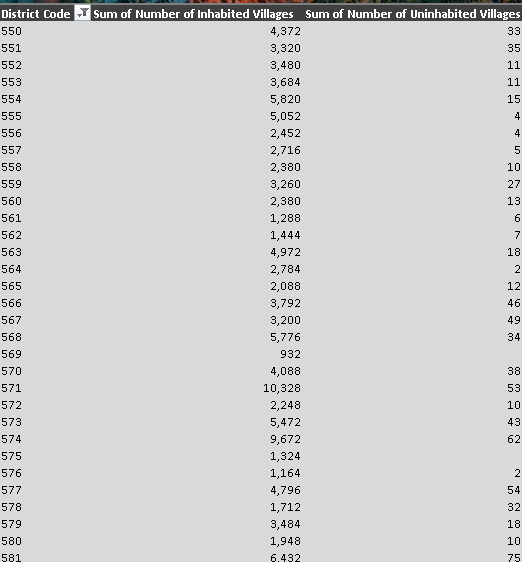 District Code Sum of Number of Inhabited Villages Sum of Number of Uninhabited Villages
550 4,372 33
551 3,320 35
552 3,480 11
553 3,684 11
554 5,820 15
555 5,052 4
556 2,452 4
557 2,716 5
558 2,380 10
559 3,260 27
560 2,380 13
561 1,288 6
562 1,444 7
563 4,972 18
564 2,784 2
565 2,088 12
566 3,792 46
567 3,200 49
568 5,776 34
569 932
570 4,088 38
571 10,328 53
572 2,248 10
573 5,472 43
574 9,672 62
575 1,324
576 1,164 2
577 4,796 54
578 1,712 32
579 3,484 18
580 1,948 10
581 6,432 75